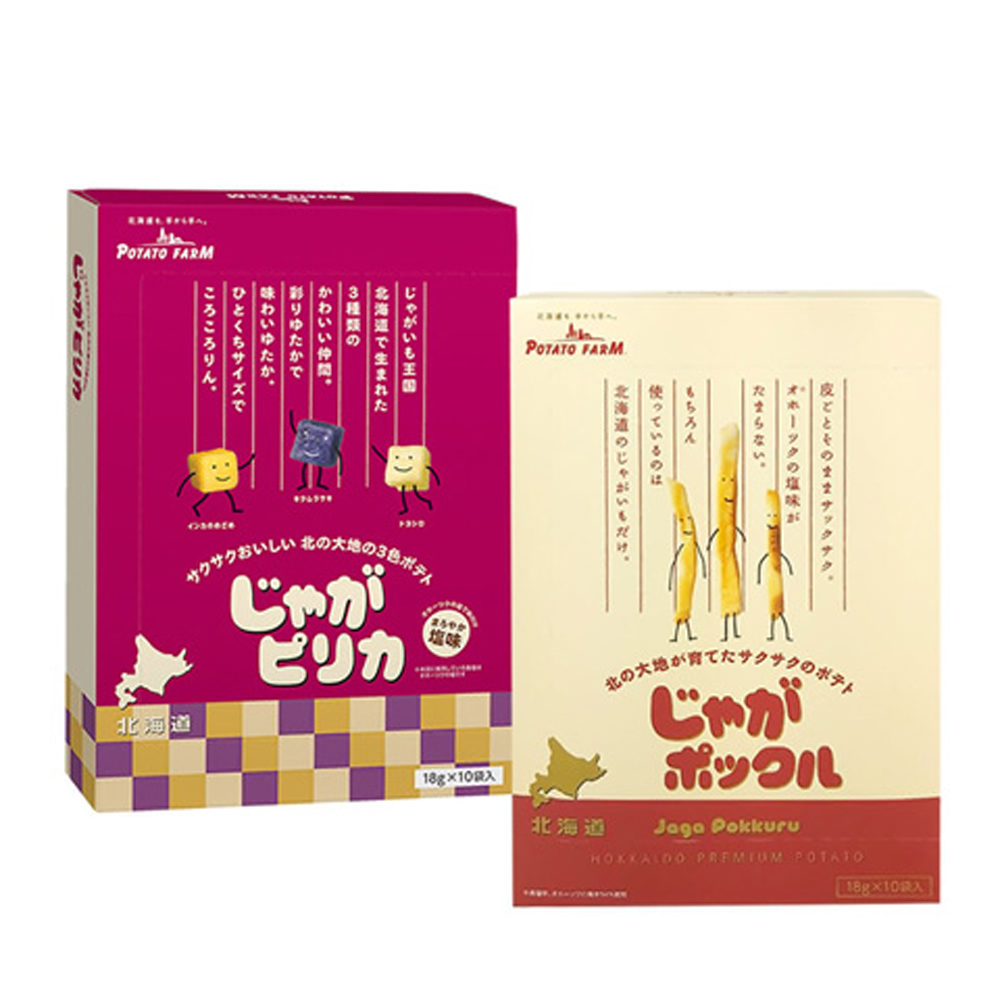 POTATO FARM
北海道も、芋から芋へ。
POTATO FARM
じゃがピリカ
じゃがいも王国
北海道で生まれた
3種類の
かわいい仲間。
彩りゆたかで
味わいゆたか。
ひとくちサイズで
ころころりん。
インカのめざめ
キタムラサキ
トヨシロ
サクサクおいしい 北の大地の3色ポテト
じゃが
ピリカ
まろやか
塩味
北海道
18g×10袋入
北海道も、芋から芋へ。
POTATO FARM
皮ごとそのままサックサク。
オホーツクの塩味が
たまらない。
もちろん
使っているのは
北海道のじゃがいもだけ。
北の大地が育てたサクサクのポテト
じゃが
ポックル
北海道
Jaga Pokkuru
HOKKAIDO PREMIUM POTATO
18g×10袋入